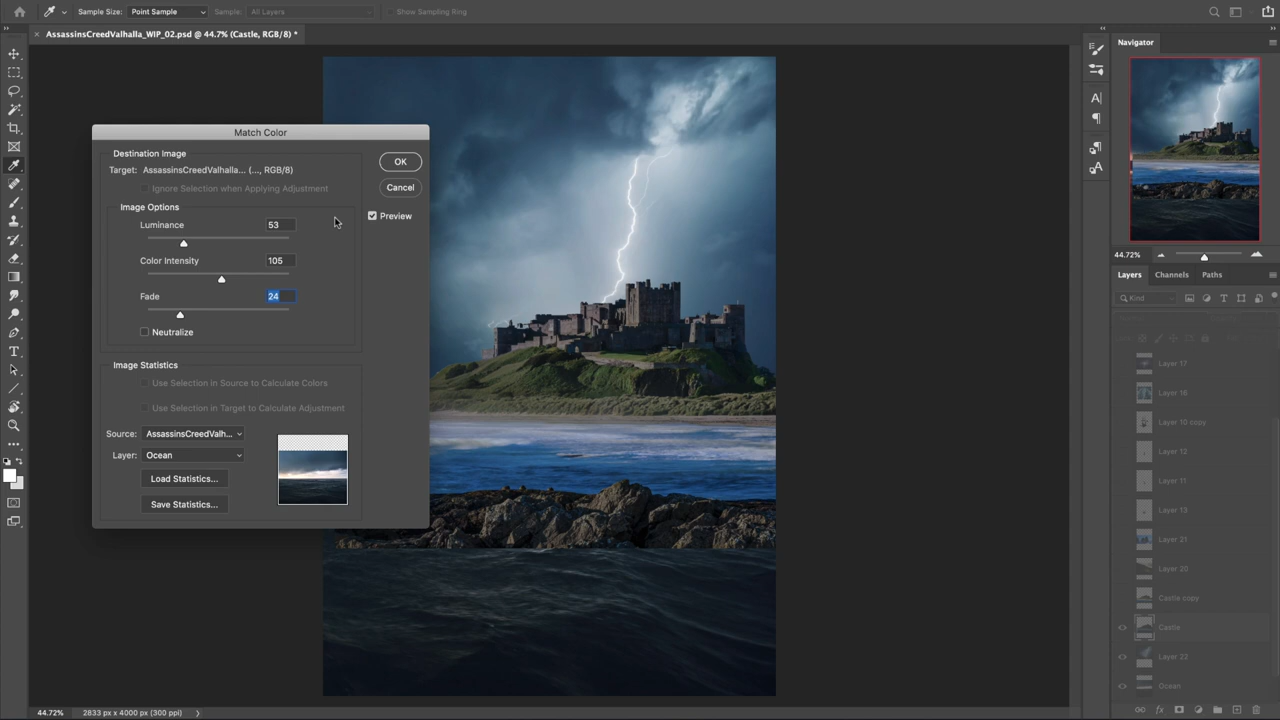 Sample Size: Point Sample Sample: All Layers Show Sampling Ring
AssassinsCreedValhalla_WIP_02.psd @ 44.7% (Castle, RGB/8) *
Match Color
Destination Image
Target: AssassinsCreedValhalla... (..., RGB/8)
Ignore Selection when Applying Adjustment
Image Options
Luminance 53
Color Intensity 105
Fade 24
Neutralize
OK
Cancel
Preview
Image Statistics
Use Selection in Source to Calculate Colors
Use Selection in Target to Calculate Adjustment
Source: AssassinsCreedValh...
Layer: Ocean
Load Statistics...
Save Statistics...
Navigator
44.72%
Layers Channels Paths
Kind
Layer 17
Layer 16
Layer 10 copy
Layer 12
Layer 11
Layer 13
Layer 21
Layer 20
Castle copy
Castle
Layer 22
Ocean
44.72% 2833 px x 4000 px (300 ppi)